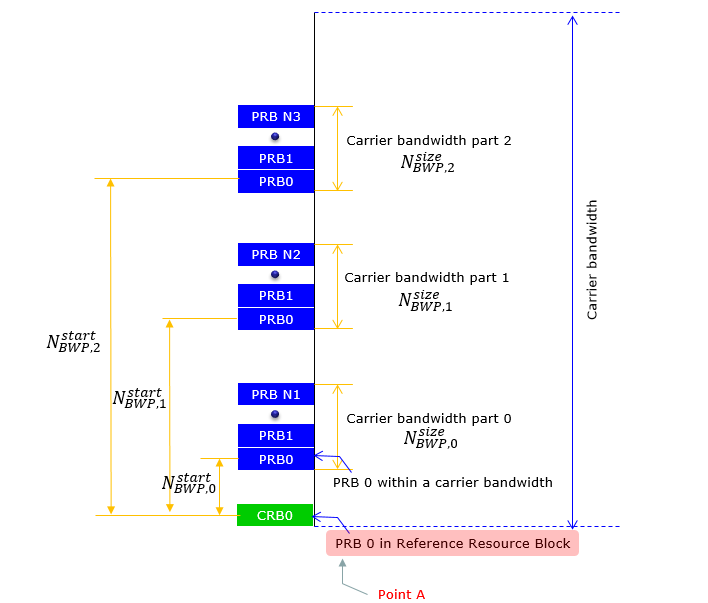 PRB N3
PRB1
PRB0
Carrier bandwidth part 2
N_{BWP,2}^{size}
PRB N2
PRB1
PRB0
Carrier bandwidth part 1
N_{BWP,1}^{size}
Carrier bandwidth
N_{BWP,2}^{start}
N_{BWP,1}^{start}
PRB N1
PRB1
PRB0
Carrier bandwidth part 0
N_{BWP,0}^{size}
N_{BWP,0}^{start}
PRB 0 within a carrier bandwidth
CRB0
PRB 0 in Reference Resource Block
Point A